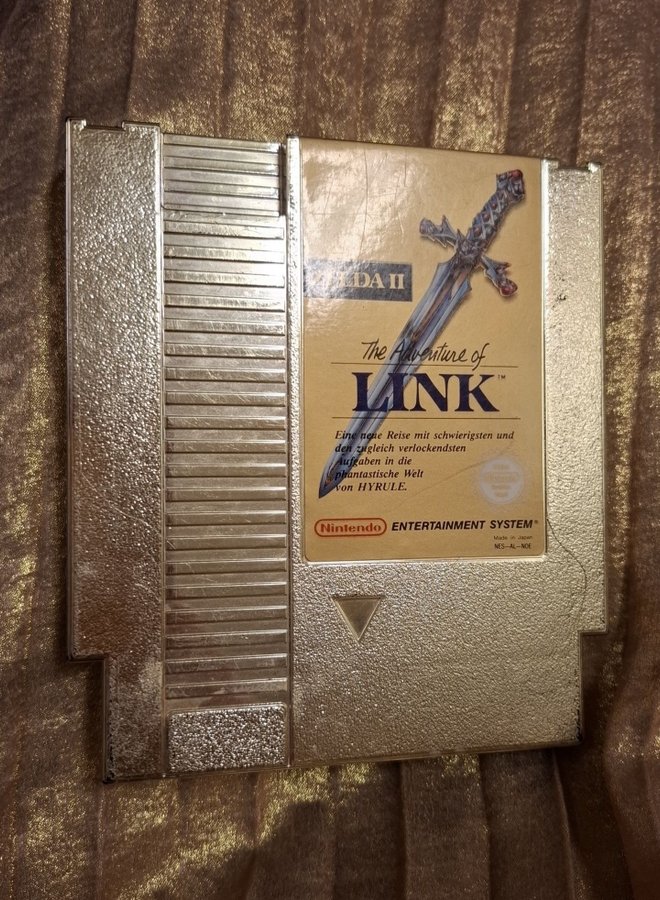 ZELDA II
The Adventure of
LINK™
Eine neue Reise mit schwierigsten und
den zugleich verlockendsten
Aufgaben in die
phantastische Welt
von HYRULE.
Nintendo ENTERTAINMENT SYSTEM®
Made in Japan
NES-AL-NOE